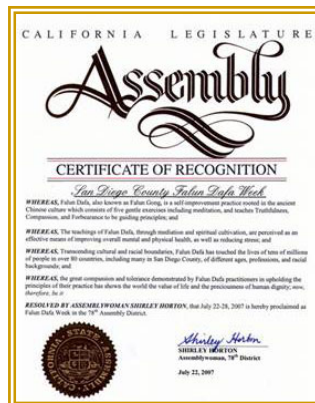 CALIFORNIA LEGISLATURE
Assembly
CERTIFICATE OF RECOGNITION
San Diego County Falun Dafa Week
WHEREAS, Falun Dafa, also known as Falun Gong, is a self-improvement practice rooted in the ancient
Chinese culture which consists of five gentle exercises including meditation, and teaches Truthfulness,
Compassion, and Forbearance to be guiding principles; and
WHEREAS, The teachings of Falun Dafa, through meditation and spiritual cultivation, are perceived as an
effective means of improving overall mental and physical health, as well as reducing stress; and
WHEREAS, Transcending cultural and racial boundaries, Falun Dafa has touched the lives of tens of millions
of people in over 80 countries, including many in San Diego County, of different ages, professions, and racial
backgrounds; and
WHEREAS, the great compassion and tolerance demonstrated by Falun Dafa practitioners in upholding the
principles of their practice has shown the world the value of life and the preciousness of human dignity; now,
therefore, be it
RESOLVED BY ASSEMBLYWOMAN SHIRLEY HORTON, that July 22-28, 2007 is hereby proclaimed as
Falun Dafa Week in the 78th Assembly District.
Shirley Horton
SHIRLEY HORTON
Assemblywoman, 78th District
July 22, 2007